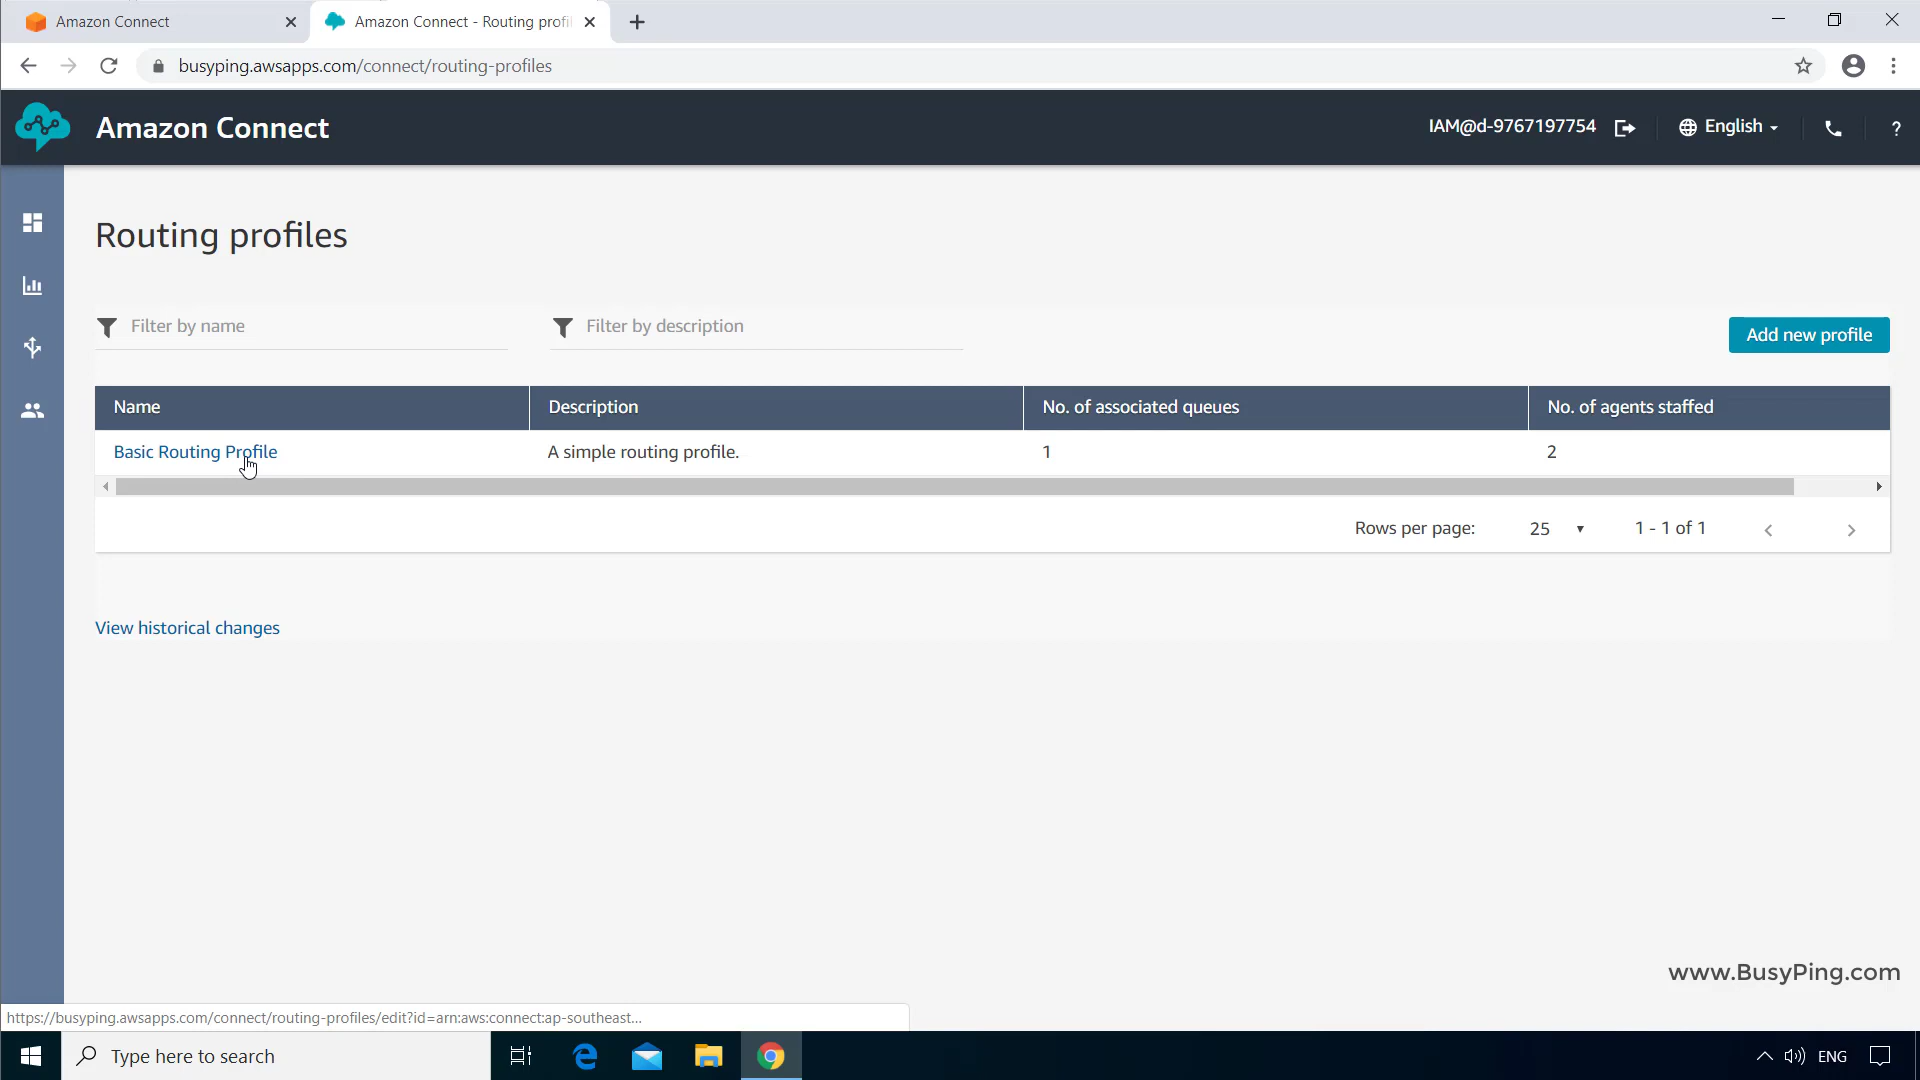 Amazon Connect
Amazon Connect - Routing profi
busyping.awsapps.com/connect/routing-profiles
Amazon Connect
IAM@d-9767197754
English
?
Routing profiles
Filter by name
Filter by description
Add new profile
Name Description No. of associated queues No. of agents staffed
Basic Routing Profile A simple routing profile. 1 2
Rows per page: 25 1 - 1 of 1
View historical changes
www.BusyPing.com
https://busyping.awsapps.com/connect/routing-profiles/edit?id=arn:aws:connect:ap-southeast...
Type here to search
ENG